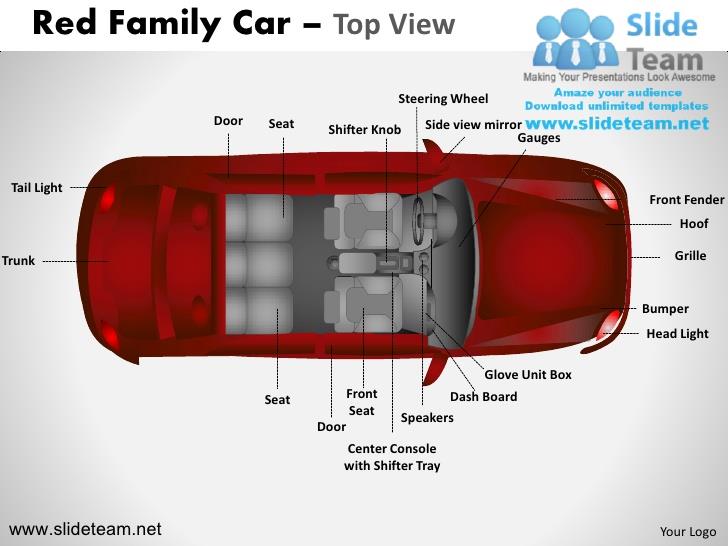 Red Family Car – Top View
Slide
Team
Making Your Presentations Look Awesome
Amaze your audience
Download unlimited templates
www.slideteam.net
Steering Wheel
Door
Seat
Shifter Knob
Side view mirror
Gauges
Tail Light
Front Fender
Hoof
Trunk
Grille
Bumper
Head Light
Glove Unit Box
Seat
Front
Seat
Dash Board
Speakers
Door
Center Console
with Shifter Tray
www.slideteam.net
Your Logo